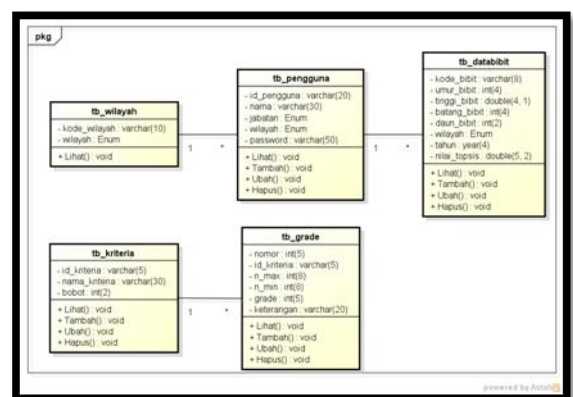 pkg
tb_wilayah
- kode_wilayah : varchar(10)
- wilayah : Enum
+ Lihat() : void
1
*
tb_pengguna
- id_pengguna : varchar(20)
- nama : varchar(30)
- jabatan : Enum
- wilayah : Enum
- password : varchar(50)
+ Lihat() : void
+ Tambah() : void
+ Ubah() : void
+ Hapus() : void
1
*
tb_databibit
- kode_bibit : varchar(8)
- umur_bibit : int(4)
- tinggi_bibit : double(4, 1)
- batang_bibit : int(4)
- daun_bibit : int(2)
- wilayah : Enum
- tahun : year(4)
- nilai_topsis : double(5, 2)
+ Lihat() : void
+ Tambah() : void
+ Ubah() : void
+ Hapus() : void
tb_kriteria
- id_kriteria : varchar(5)
- nama_kriteria : varchar(30)
- bobot : int(2)
+ Lihat() : void
+ Tambah() : void
+ Ubah() : void
+ Hapus() : void
1
*
tb_grade
- nomor : int(5)
- id_kriteria : varchar(5)
- n_max : int(8)
- n_min : int(8)
- grade : int(5)
- keterangan : varchar(20)
+ Lihat() : void
+ Tambah() : void
+ Ubah() : void
+ Hapus() : void
powered by Astah